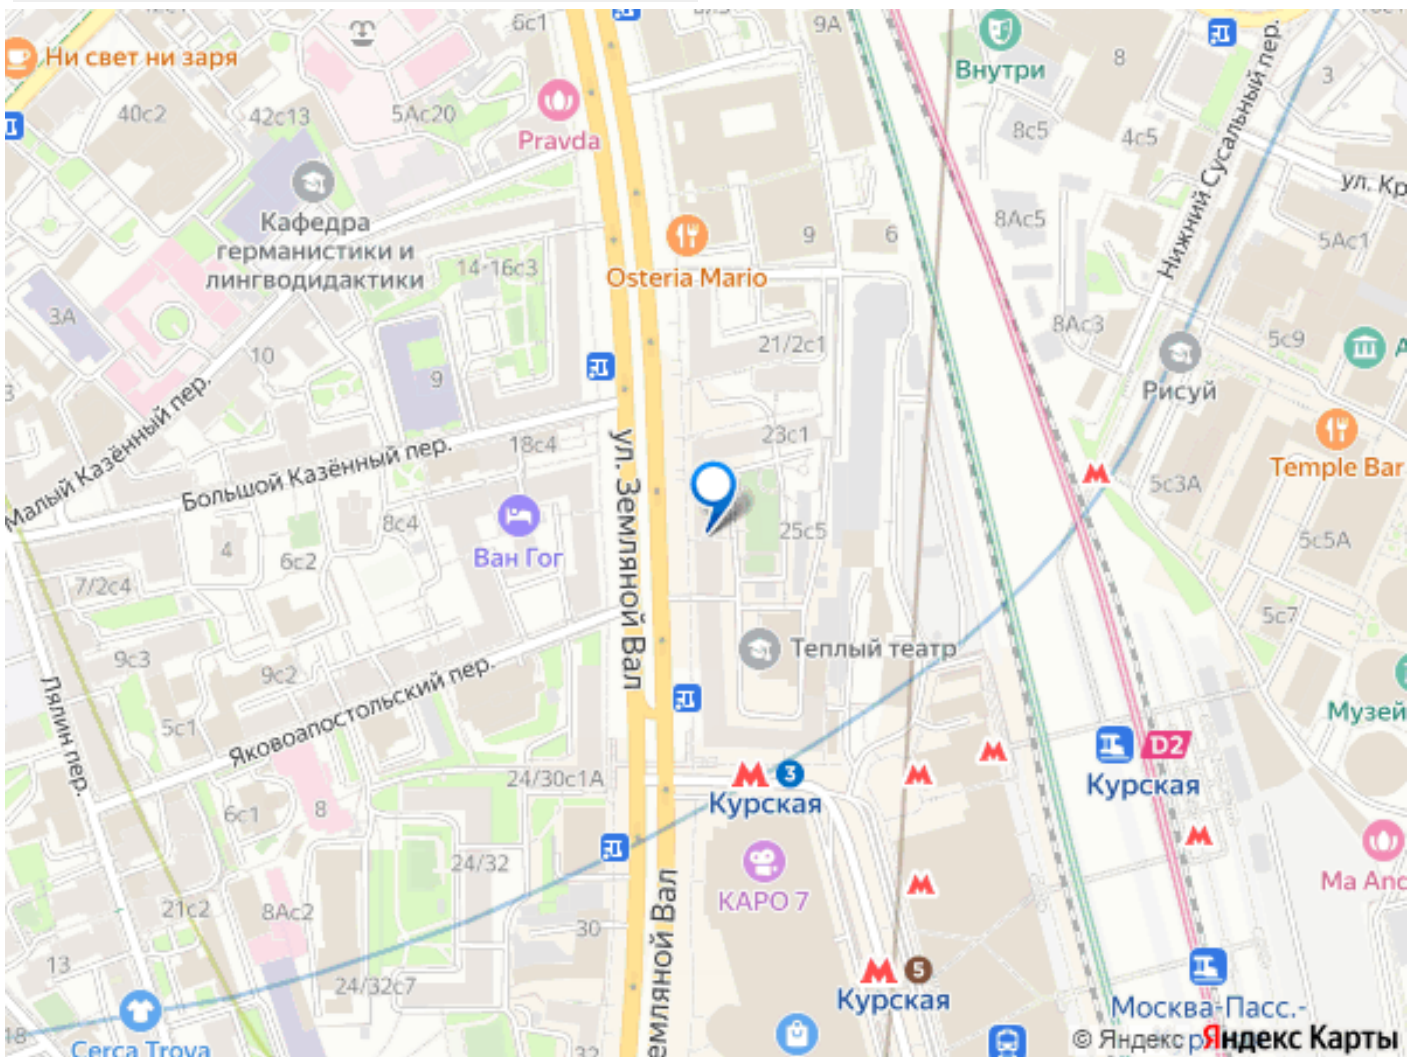 6с1
9А
Ни свет ни заря
Внутри
8
3
40с2
42с13
5Ас20
Pravda
8с5
4с5
Нижний Сусальный пер.
ул. Кр
Кафедра
германистики и
лингводидактики
14-16с3
9
6
8Ас5
5Ас1
Osteria Mario
3А
10
9
21/2с1
8Ас3
5с9
Рисуй
Малый Казённый пер.
Большой Казённый пер.
18с4
23с1
Temple Bar
5с3А
ул. Земляной Вал
8с4
4
6с2
Ван Гог
25с5
5с5А
7/2с4
5с7
9с3
9с2
Теплый театр
Лялин пер.
5с1
Яковоапостольский пер.
Музей
D2
Курская
24/30с1А
3
Курская
6с1
8
24/32
КАРО 7
Ma Anc
21с2
8Ас2
30
Земляной Вал
13
24/32с7
5
Курская
Москва-Пасс.-
18
Cerca Trova
32
© Яндекс
Яндекс Карты